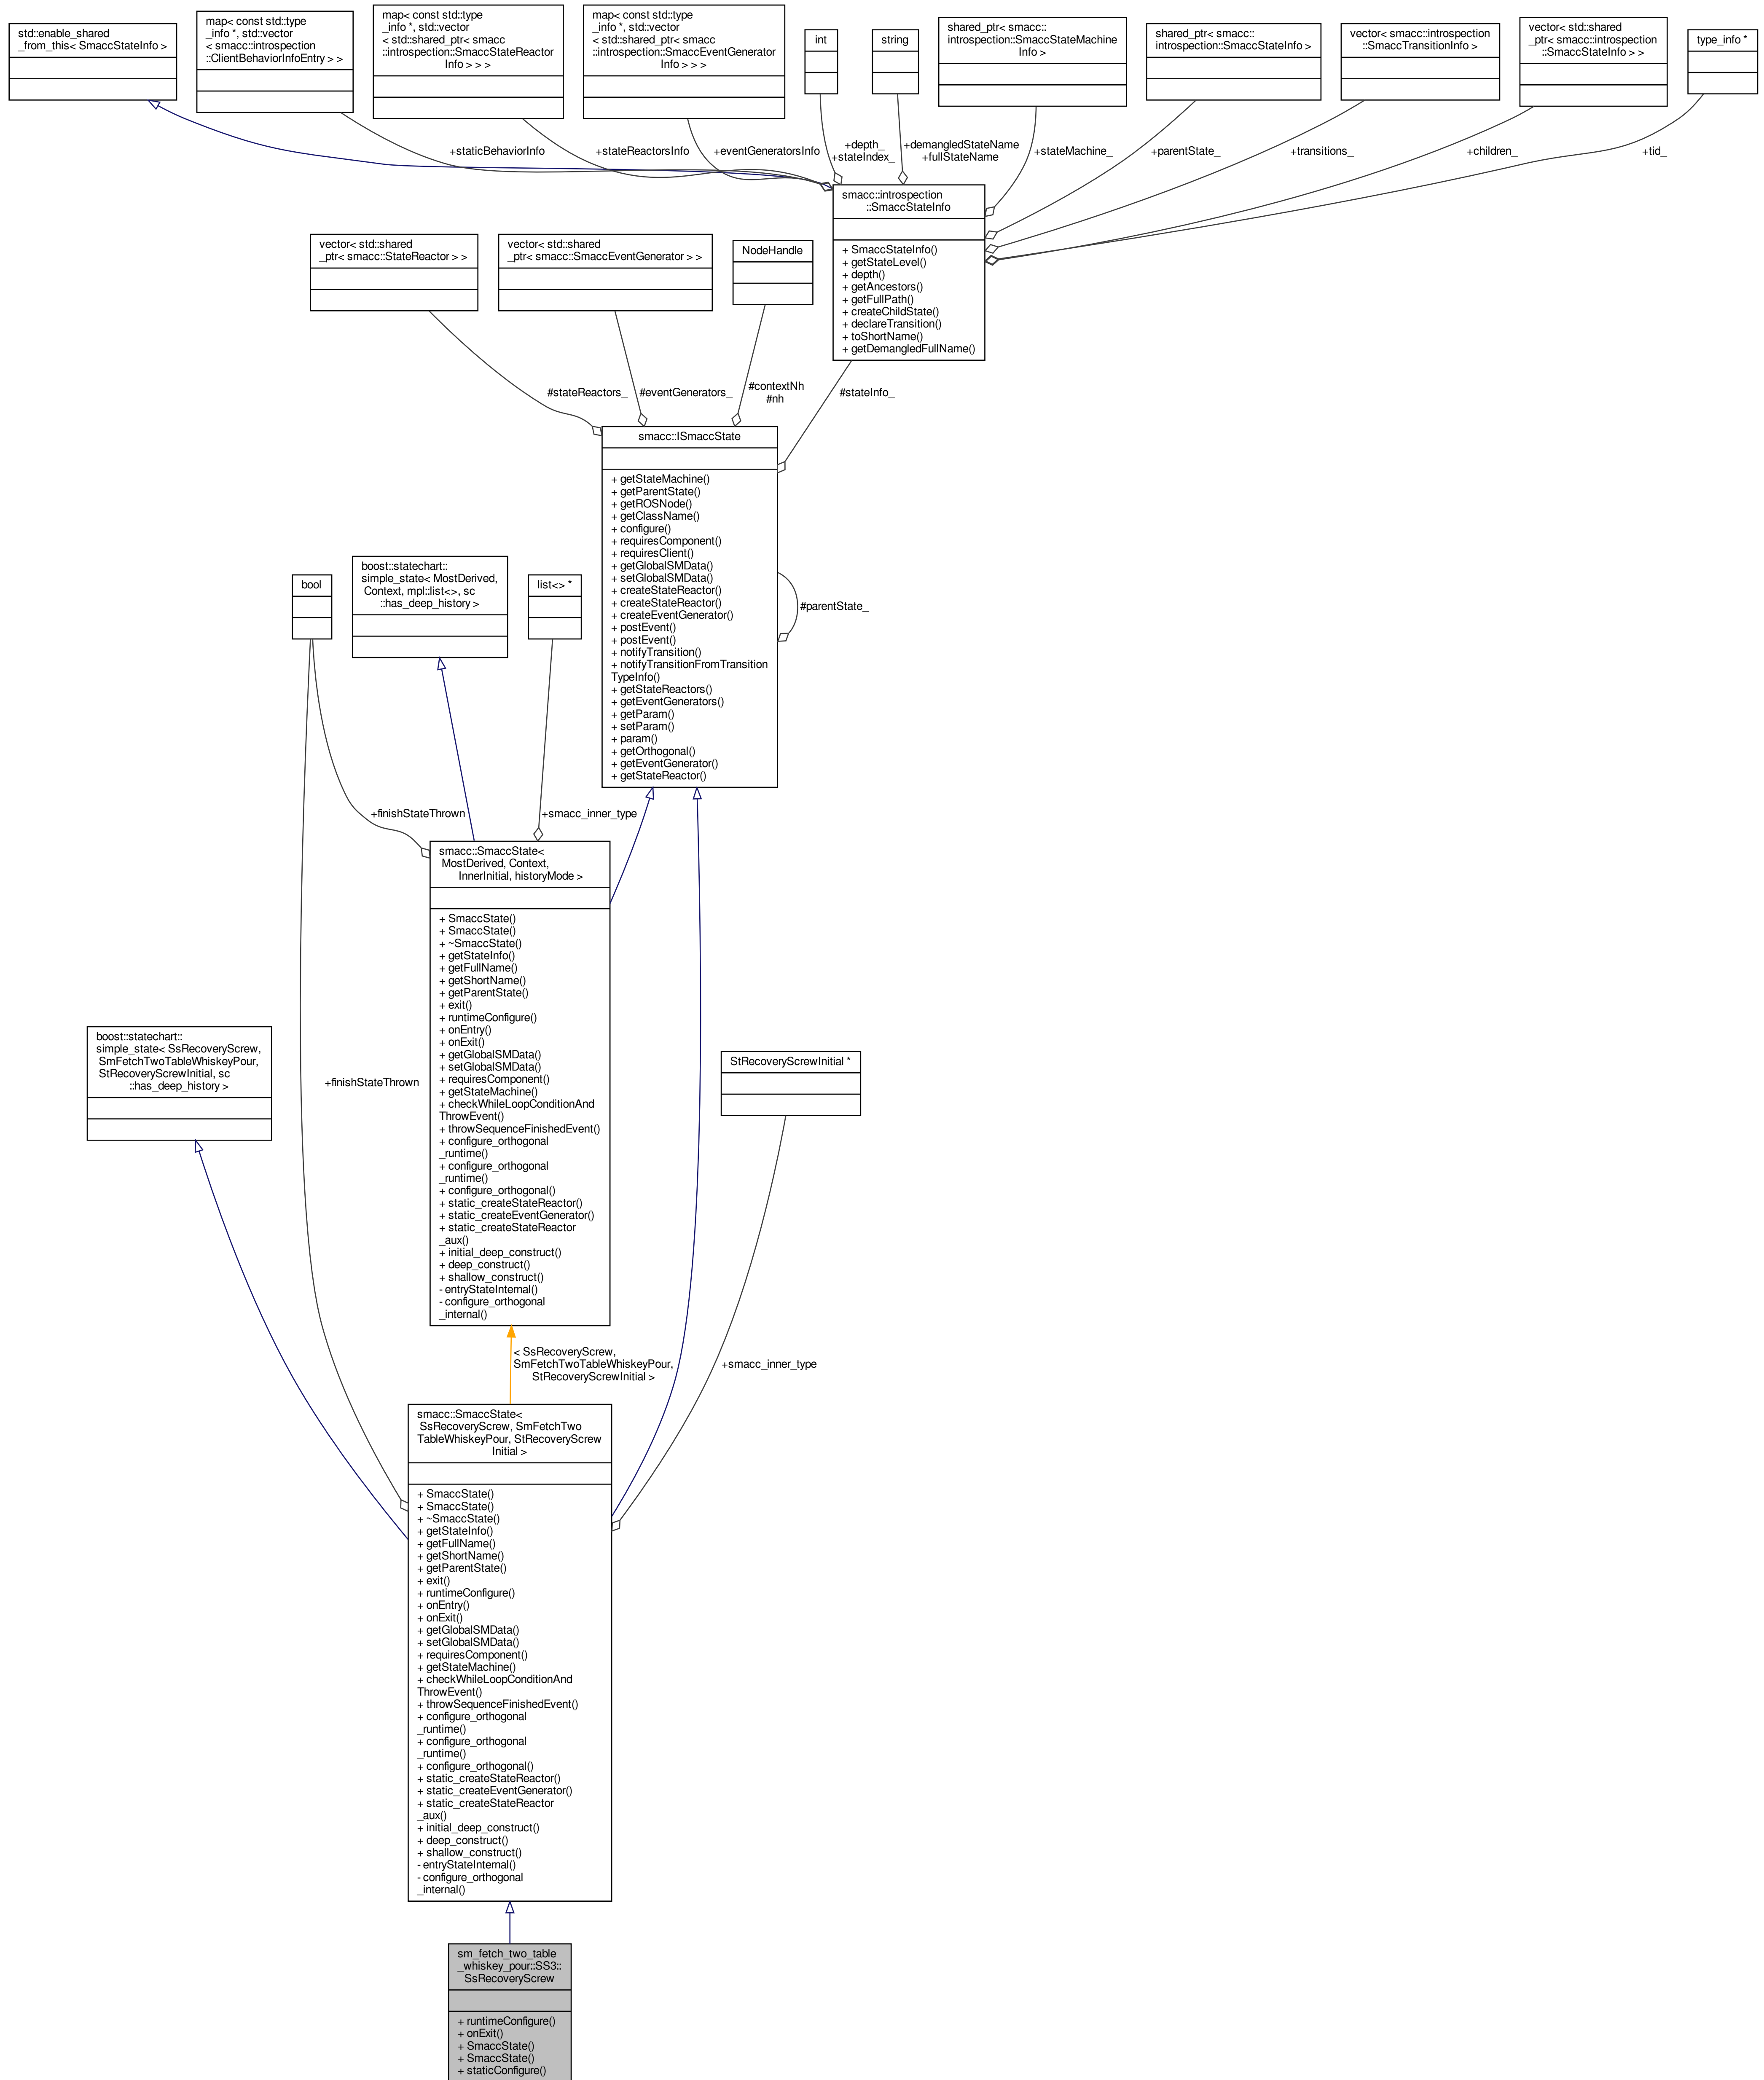 std::enable_shared
_from_this< SmaccStateInfo >
map< const std::type
_info *, std::vector
< smacc::introspection
::ClientBehaviorInfoEntry > >
map< const std::type
_info *, std::vector
< std::shared_ptr< smacc
::introspection::SmaccStateReactor
Info > > >
map< const std::type
_info *, std::vector
< std::shared_ptr< smacc
::introspection::SmaccEventGenerator
Info > > >
int
string
shared_ptr< smacc::
introspection::SmaccStateMachine
Info >
shared_ptr< smacc::
introspection::SmaccStateInfo >
vector< smacc::introspection
::SmaccTransitionInfo >
vector< std::shared
_ptr< smacc::introspection
::SmaccStateInfo > >
type_info *
+staticBehaviorInfo
+stateReactorsInfo
+eventGeneratorsInfo
+depth_
+stateIndex_
+demangledStateName
+fullStateName
+stateMachine_
+parentState_
+transitions_
+children_
+tid_
smacc::introspection
::SmaccStateInfo
+ SmaccStateInfo()
+ getStateLevel()
+ depth()
+ getAncestors()
+ getFullPath()
+ createChildState()
+ declareTransition()
+ toShortName()
+ getDemangledFullName()
vector< std::shared
_ptr< smacc::StateReactor > >
vector< std::shared
_ptr< smacc::SmaccEventGenerator > >
NodeHandle
#stateReactors_
#eventGenerators_
#contextNh
#nh
#stateInfo_
smacc::ISmaccState
+ getStateMachine()
+ getParentState()
+ getROSNode()
+ getClassName()
+ configure()
+ requiresComponent()
+ requiresClient()
+ getGlobalSMData()
+ setGlobalSMData()
+ createStateReactor()
+ createStateReactor()
+ createEventGenerator()
+ postEvent()
+ postEvent()
+ notifyTransition()
+ notifyTransitionFromTransition
TypeInfo()
+ getStateReactors()
+ getEventGenerators()
+ getParam()
+ setParam()
+ param()
+ getOrthogonal()
+ getEventGenerator()
+ getStateReactor()
#parentState_
bool
boost::statechart::
simple_state< MostDerived,
Context, mpl::list<>, sc
::has_deep_history >
list<> *
+finishStateThrown
+smacc_inner_type
smacc::SmaccState<
MostDerived, Context,
InnerInitial, historyMode >
+ SmaccState()
+ SmaccState()
+ ~SmaccState()
+ getStateInfo()
+ getFullName()
+ getShortName()
+ getParentState()
+ exit()
+ runtimeConfigure()
+ onEntry()
+ onExit()
+ getGlobalSMData()
+ setGlobalSMData()
+ requiresComponent()
+ getStateMachine()
+ checkWhileLoopConditionAnd
ThrowEvent()
+ throwSequenceFinishedEvent()
+ configure_orthogonal
_runtime()
+ configure_orthogonal
_runtime()
+ configure_orthogonal()
+ static_createStateReactor()
+ static_createEventGenerator()
+ static_createStateReactor
_aux()
+ initial_deep_construct()
+ deep_construct()
+ shallow_construct()
- entryStateInternal()
- configure_orthogonal
_internal()
boost::statechart::
simple_state< SsRecoveryScrew,
SmFetchTwoTableWhiskeyPour,
StRecoveryScrewInitial, sc
::has_deep_history >
+finishStateThrown
StRecoveryScrewInitial *
< SsRecoveryScrew,
SmFetchTwoTableWhiskeyPour,
StRecoveryScrewInitial >
+smacc_inner_type
smacc::SmaccState<
SsRecoveryScrew, SmFetchTwo
TableWhiskeyPour, StRecoveryScrew
Initial >
+ SmaccState()
+ SmaccState()
+ ~SmaccState()
+ getStateInfo()
+ getFullName()
+ getShortName()
+ getParentState()
+ exit()
+ runtimeConfigure()
+ onEntry()
+ onExit()
+ getGlobalSMData()
+ setGlobalSMData()
+ requiresComponent()
+ getStateMachine()
+ checkWhileLoopConditionAnd
ThrowEvent()
+ throwSequenceFinishedEvent()
+ configure_orthogonal
_runtime()
+ configure_orthogonal
_runtime()
+ configure_orthogonal()
+ static_createStateReactor()
+ static_createEventGenerator()
+ static_createStateReactor
_aux()
+ initial_deep_construct()
+ deep_construct()
+ shallow_construct()
- entryStateInternal()
- configure_orthogonal
_internal()
sm_fetch_two_table
_whiskey_pour::SS3::
SsRecoveryScrew
+ runtimeConfigure()
+ onExit()
+ SmaccState()
+ SmaccState()
+ staticConfigure()